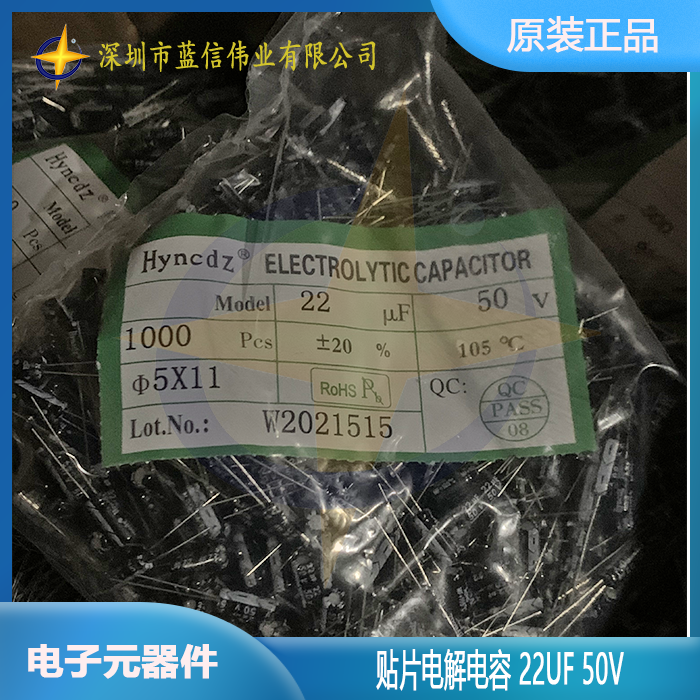 原装正品
深圳市蓝信伟业有限公司
Hyncdz®
Model
Pcs
Hyncdz® ELECTROLYTIC CAPACITOR
Model 22 μF 50 V
1000 Pcs ±20 % 105℃
Φ5X11 RoHS QC: QC PASS 08
Lot.No.: W2021515
电子元器件
贴片电解电容 22UF 50V